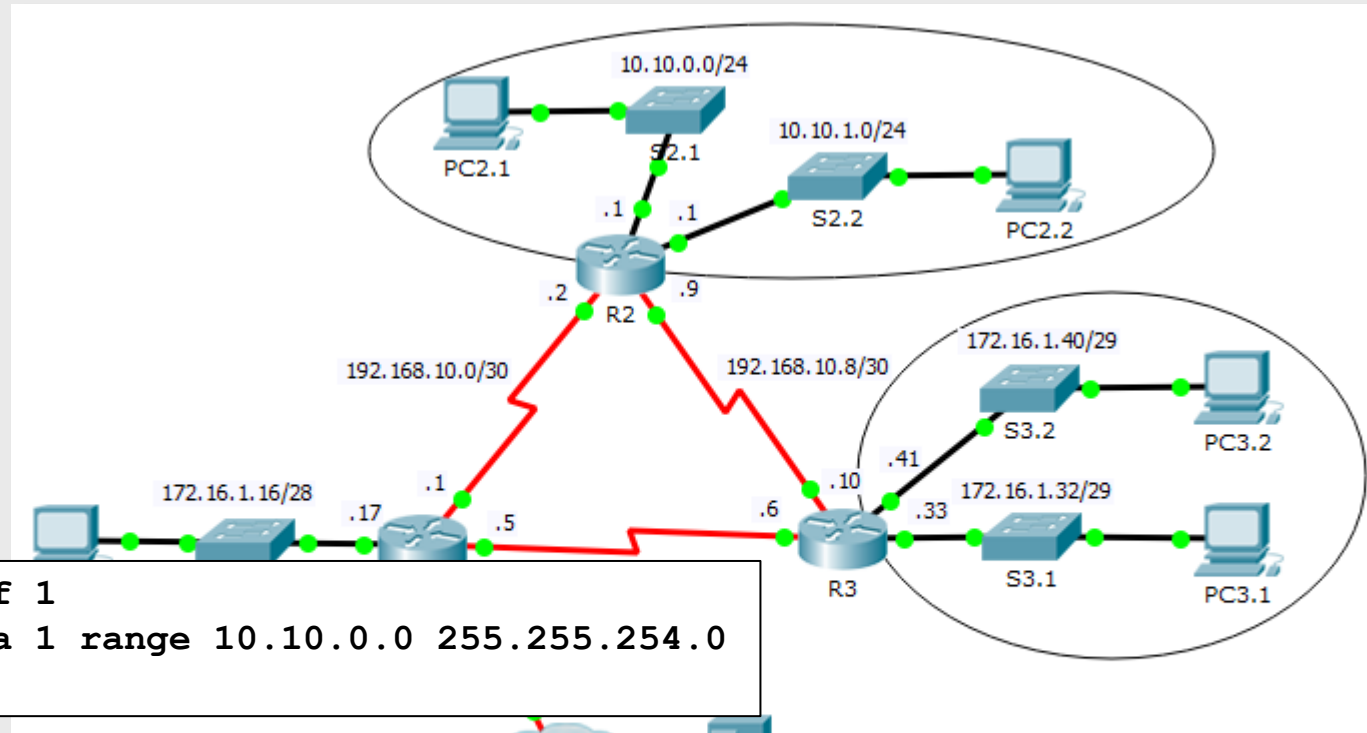 10.10.0.0/24
PC2.1
S2.1
10.10.1.0/24
S2.2
PC2.2
.1
.1
.2
.9
R2
192.168.10.0/30
192.168.10.8/30
172.16.1.40/29
S3.2
PC3.2
.41
.10
172.16.1.16/28
.17
.1
.5
.6
.33
172.16.1.32/29
R3
S3.1
PC3.1
f 1
a 1 range 10.10.0.0 255.255.254.0